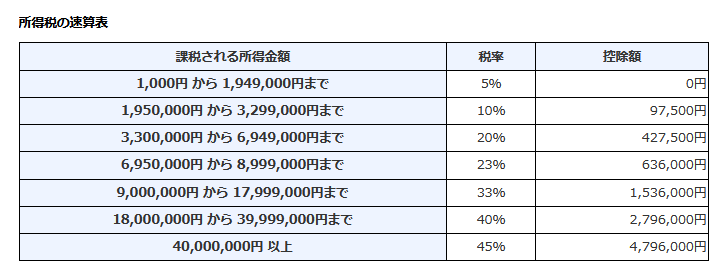 所得税の速算表
課税される所得金額 税率 控除額
1,000円 から 1,949,000円まで 5% 0円
1,950,000円 から 3,299,000円まで 10% 97,500円
3,300,000円 から 6,949,000円まで 20% 427,500円
6,950,000円 から 8,999,000円まで 23% 636,000円
9,000,000円 から 17,999,000円まで 33% 1,536,000円
18,000,000円 から 39,999,000円まで 40% 2,796,000円
40,000,000円 以上 45% 4,796,000円